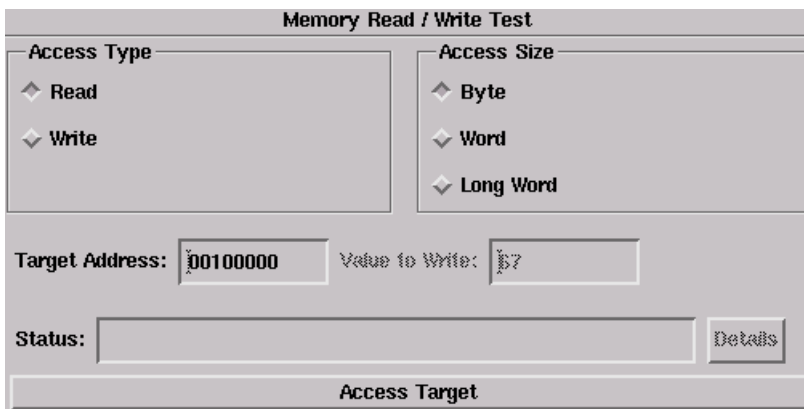 Memory Read / Write Test
Access Type
Access Size
Read
Byte
Write
Word
Long Word
Target Address: 00100000 Value to Write: 67
Status: Details
Access Target